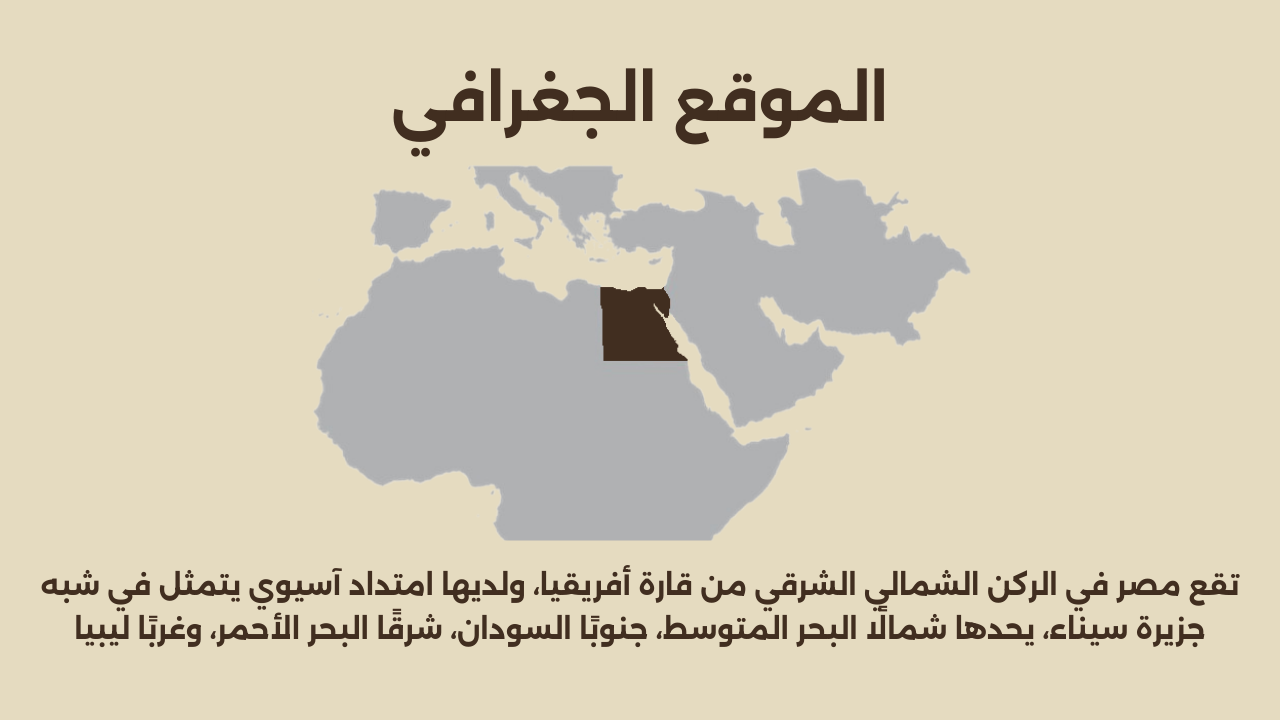 الموقع الجغرافي
تقع مصر في الركن الشمالي الشرقي من قارة أفريقيا، ولديها امتداد آسيوي يتمثل في شبه
جزيرة سيناء، يحدها شمالًا البحر المتوسط، جنوبًا السودان، شرقًا البحر الأحمر، وغربًا ليبيا